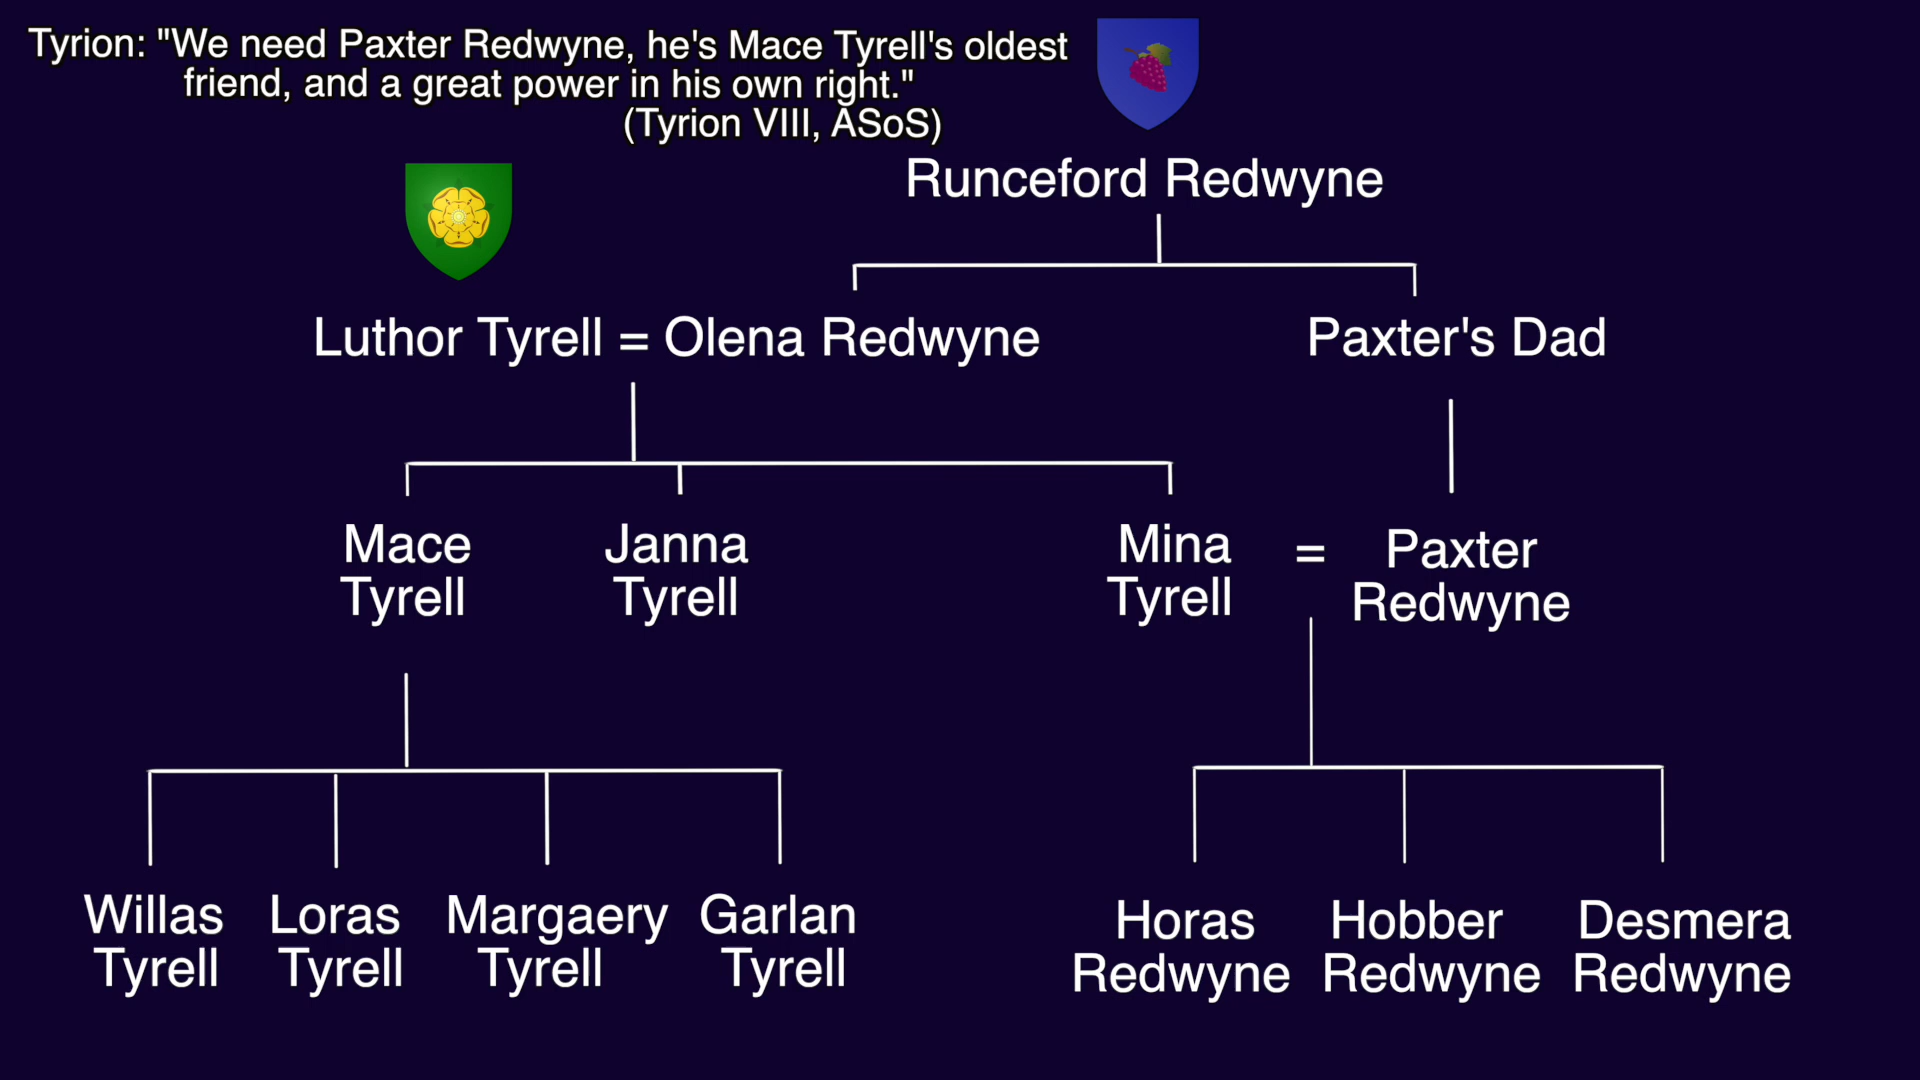 Tyrion: "We need Paxter Redwyne, he's Mace Tyrell's oldest
friend, and a great power in his own right."
(Tyrion VIII, ASoS)
Runceford Redwyne
Luthor Tyrell = Olena Redwyne
Paxter's Dad
Mace
Tyrell
Janna
Tyrell
Mina
Tyrell
=
Paxter
Redwyne
Willas
Tyrell
Loras
Tyrell
Margaery
Tyrell
Garlan
Tyrell
Horas
Redwyne
Hobber
Redwyne
Desmera
Redwyne